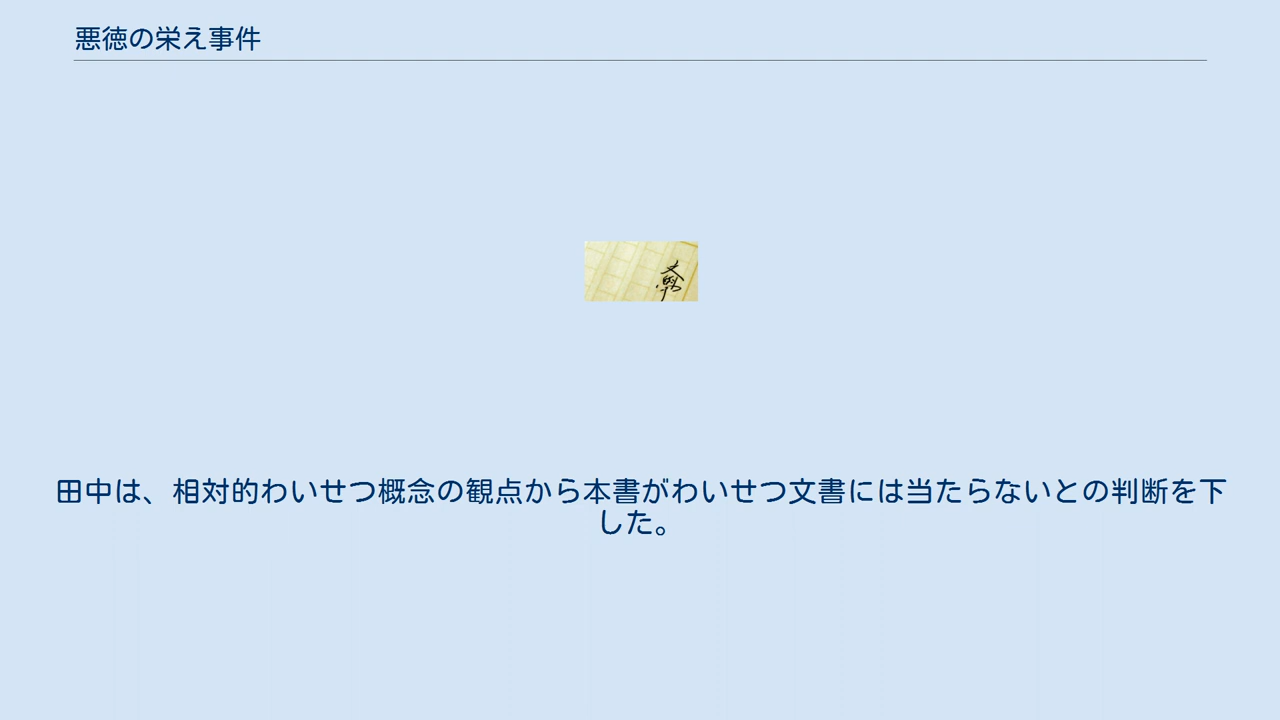 悪徳の栄え事件
田中は、相対的わいせつ概念の観点から本書がわいせつ文書には当たらないとの判断を下
した。